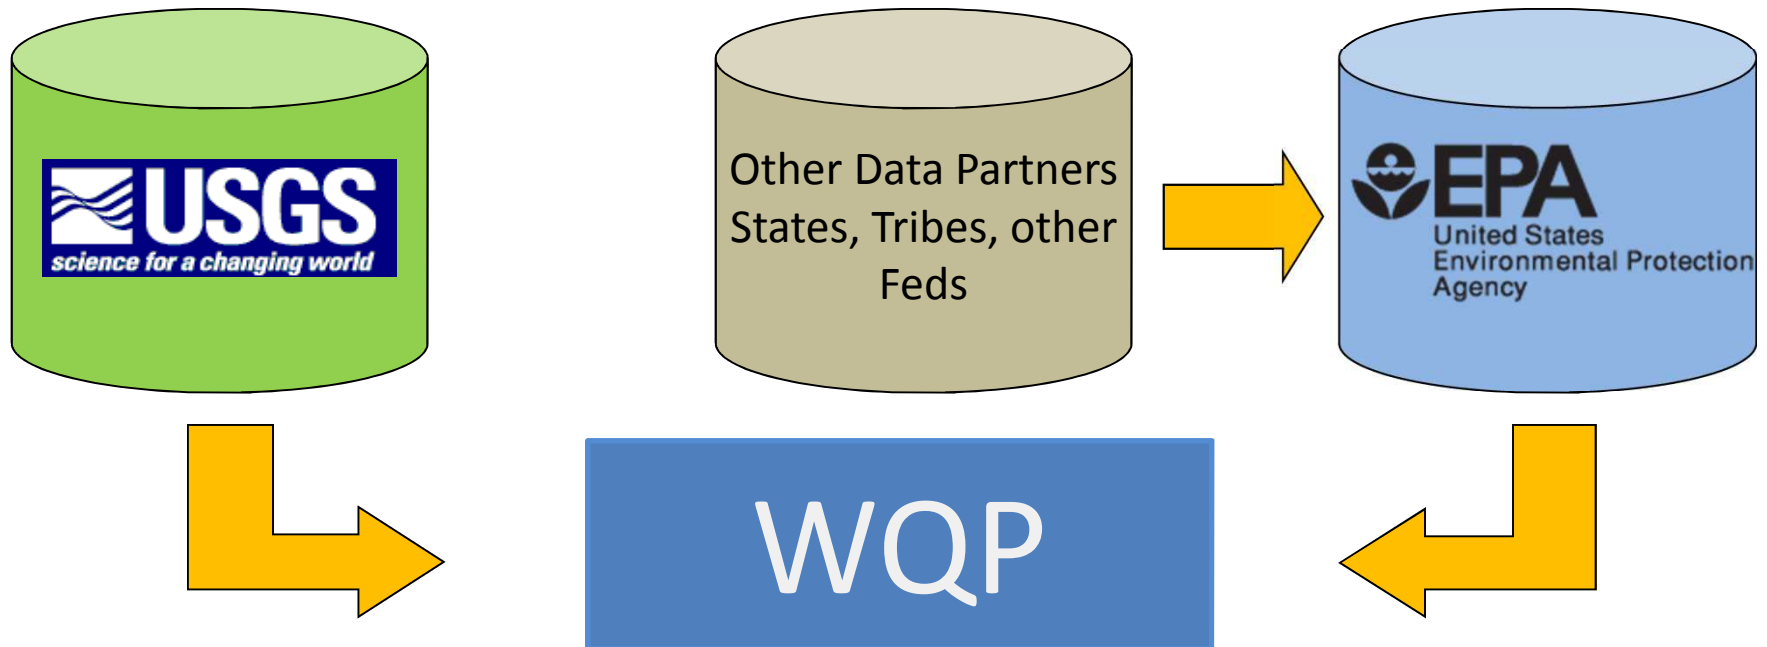 USGS
science for a changing world
Other Data Partners
States, Tribes, other
Feds
EPA
United States
Environmental Protection
Agency
WQP